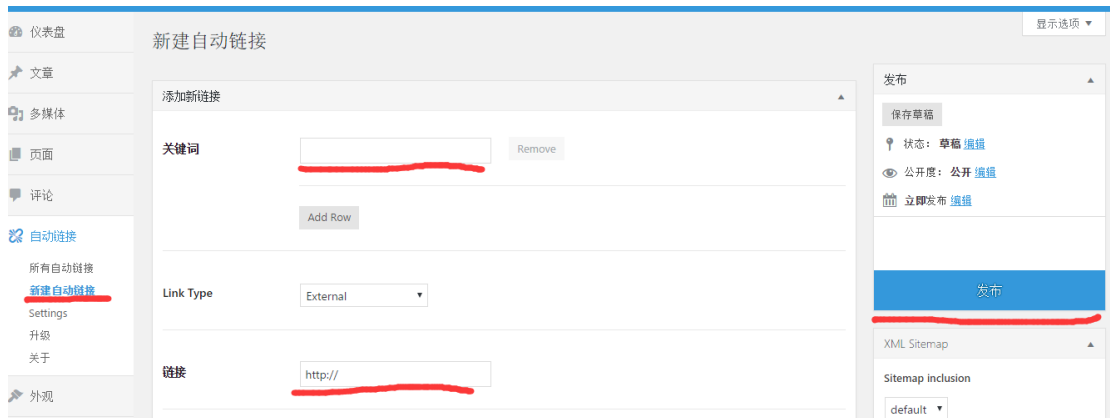 仪表盘
文章
多媒体
页面
评论
自动链接
所有自动链接
新建自动链接
Settings
升级
关于
外观
显示选项 ▼
新建自动链接
添加新链接
关键词
Remove
Add Row
Link Type
External
链接
http://
发布
保存草稿
状态： 草稿 编辑
公开度： 公开 编辑
立即发布 编辑
发布
XML Sitemap
Sitemap inclusion
default